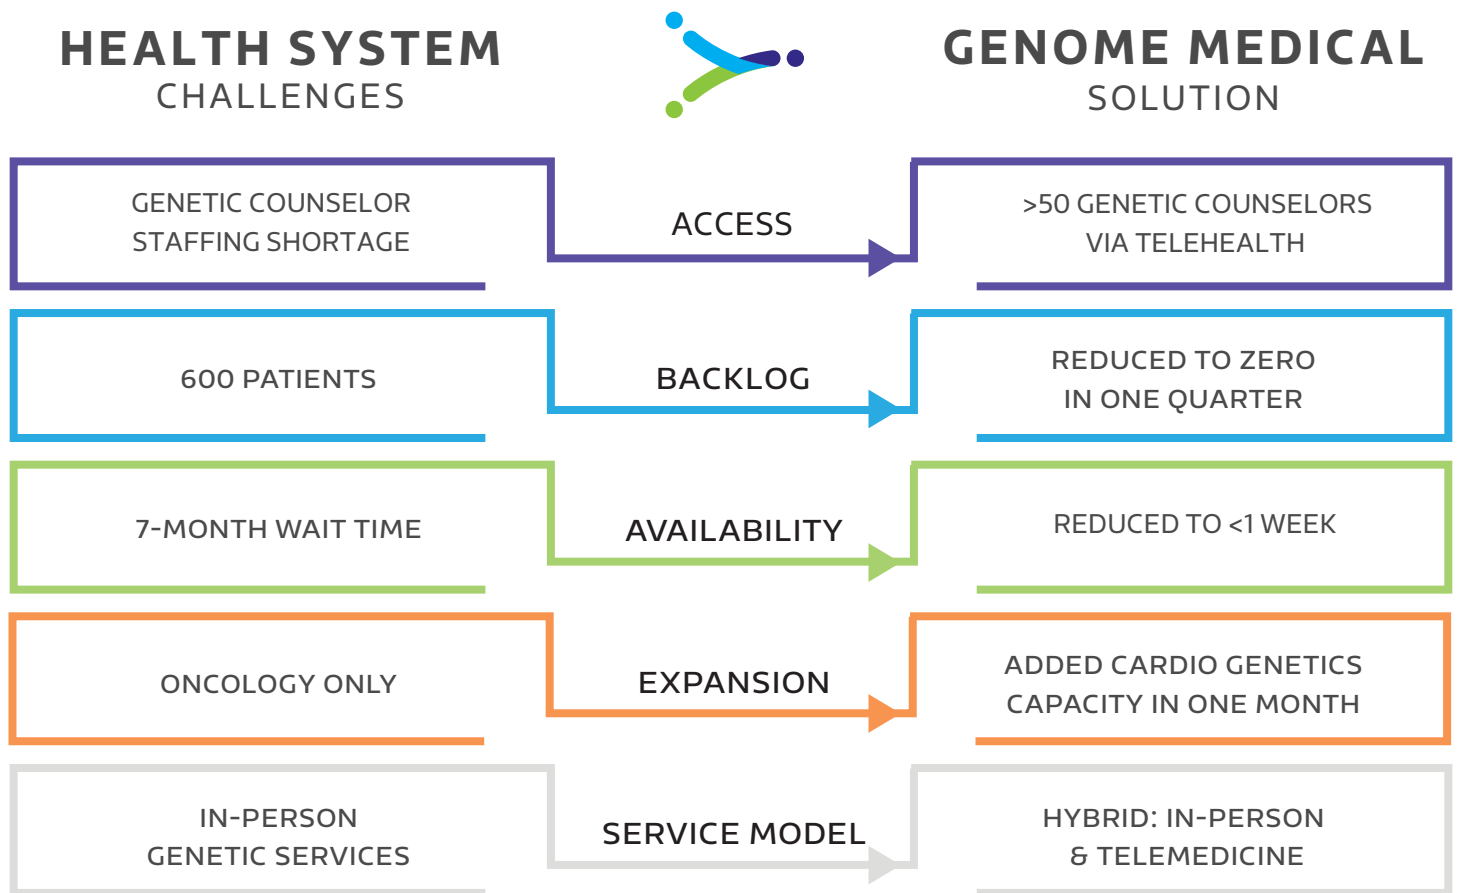 HEALTH SYSTEM
CHALLENGES
GENOME MEDICAL
SOLUTION
GENETIC COUNSELOR
STAFFING SHORTAGE
ACCESS
>50 GENETIC COUNSELORS
VIA TELEHEALTH
600 PATIENTS
BACKLOG
REDUCED TO ZERO
IN ONE QUARTER
7-MONTH WAIT TIME
AVAILABILITY
REDUCED TO <1 WEEK
ONCOLOGY ONLY
EXPANSION
ADDED CARDIO GENETICS
CAPACITY IN ONE MONTH
IN-PERSON
GENETIC SERVICES
SERVICE MODEL
HYBRID: IN-PERSON
& TELEMEDICINE